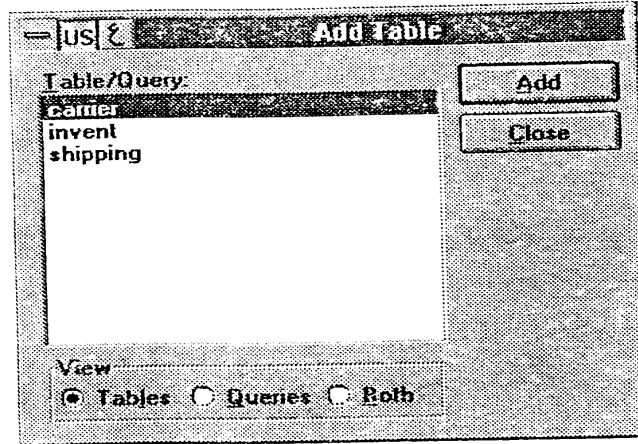 US ع Add Table
Table/Query:
Add
carrier
invent
Close
shipping
View
Tables Queries Both